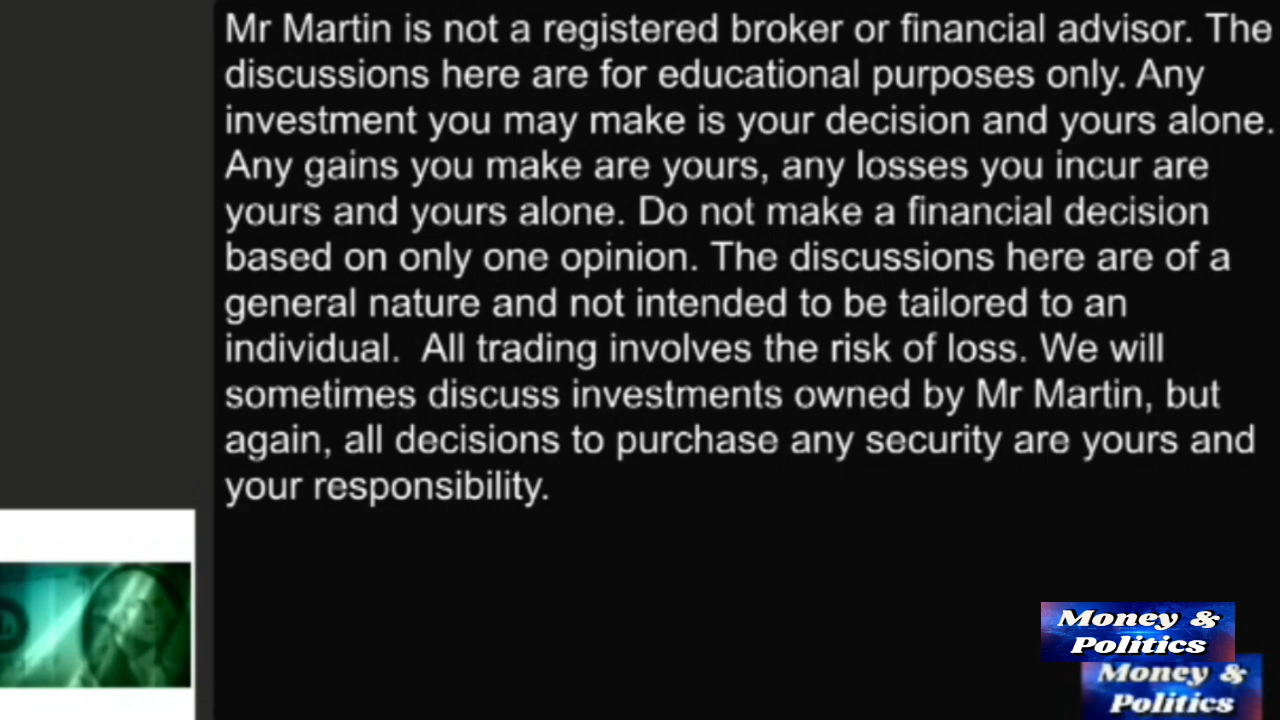 Mr Martin is not a registered broker or financial advisor. The
discussions here are for educational purposes only. Any
investment you may make is your decision and yours alone.
Any gains you make are yours, any losses you incur are
yours and yours alone. Do not make a financial decision
based on only one opinion. The discussions here are of a
general nature and not intended to be tailored to an
individual.  All trading involves the risk of loss. We will
sometimes discuss investments owned by Mr Martin, but
again, all decisions to purchase any security are yours and
your responsibility.
Money &
Politics
Money &
Politics